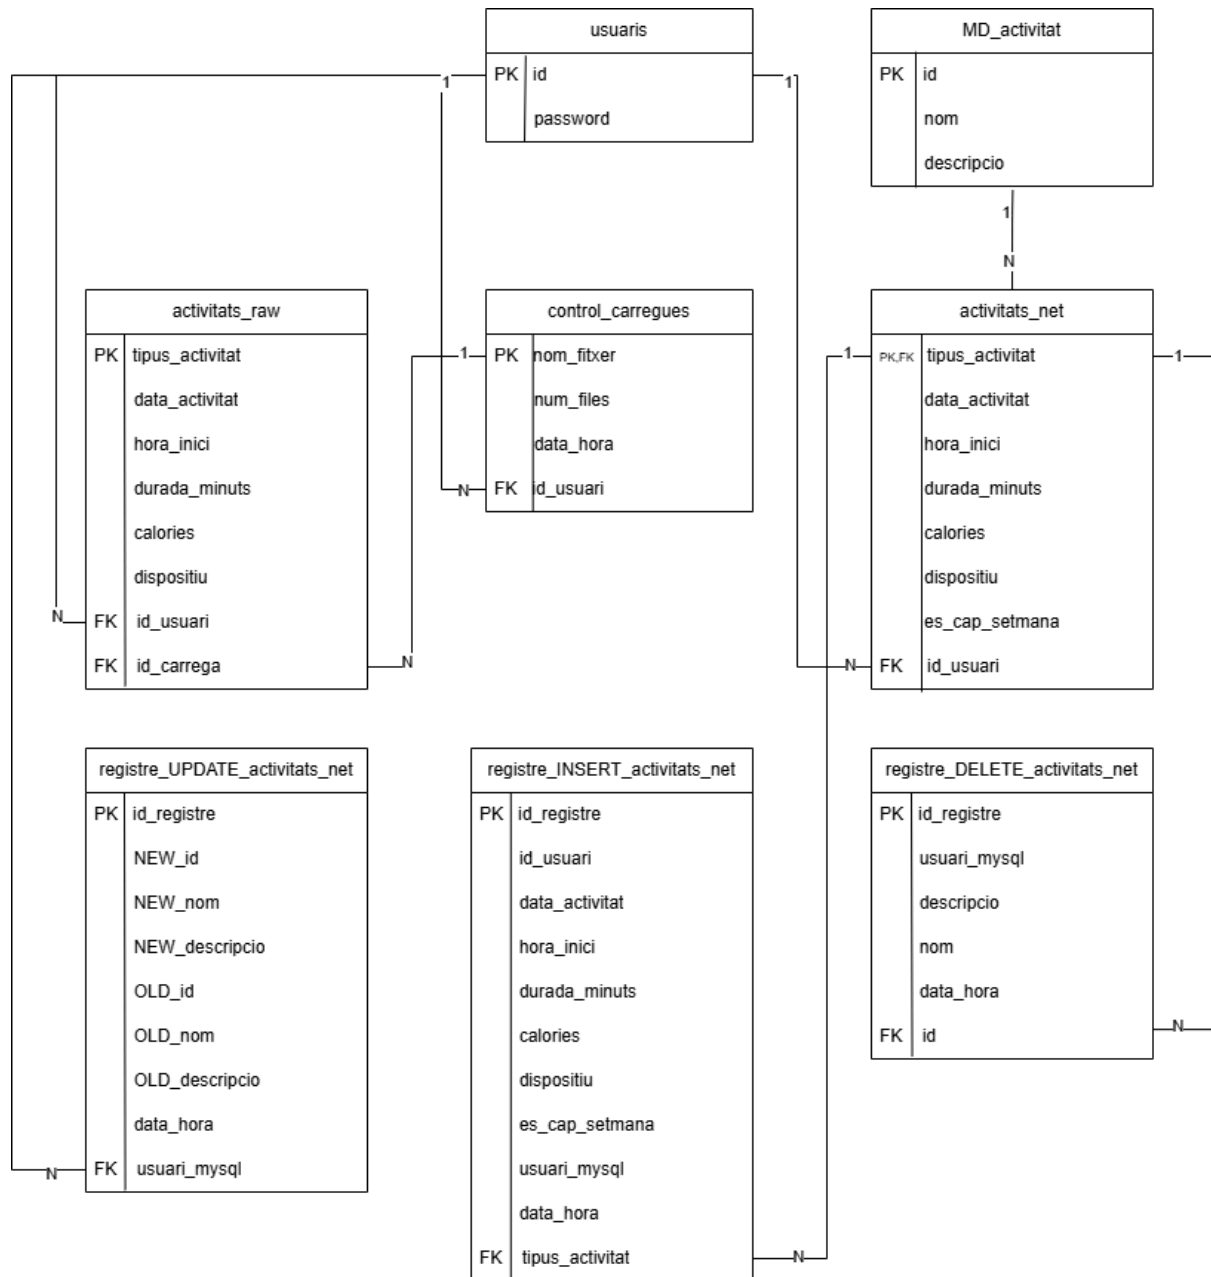 usuaris
PK id
password
MD_activitat
PK id
nom
descripcio
1
1
1
N
activitats_raw
PK tipus_activitat
data_activitat
hora_inici
durada_minuts
calories
dispositiu
FK id_usuari
FK id_carrega
N
N
control_carregues
PK nom_fitxer
num_files
data_hora
FK id_usuari
1
N
activitats_net
PK,FK tipus_activitat
data_activitat
hora_inici
durada_minuts
calories
dispositiu
es_cap_setmana
FK id_usuari
1
1
N
registre_UPDATE_activitats_net
PK id_registre
NEW_id
NEW_nom
NEW_descripcio
OLD_id
OLD_nom
OLD_descripcio
data_hora
FK usuari_mysql
N
registre_INSERT_activitats_net
PK id_registre
id_usuari
data_activitat
hora_inici
durada_minuts
calories
dispositiu
es_cap_setmana
usuari_mysql
data_hora
FK tipus_activitat
N
registre_DELETE_activitats_net
PK id_registre
usuari_mysql
descripcio
nom
data_hora
FK id
N